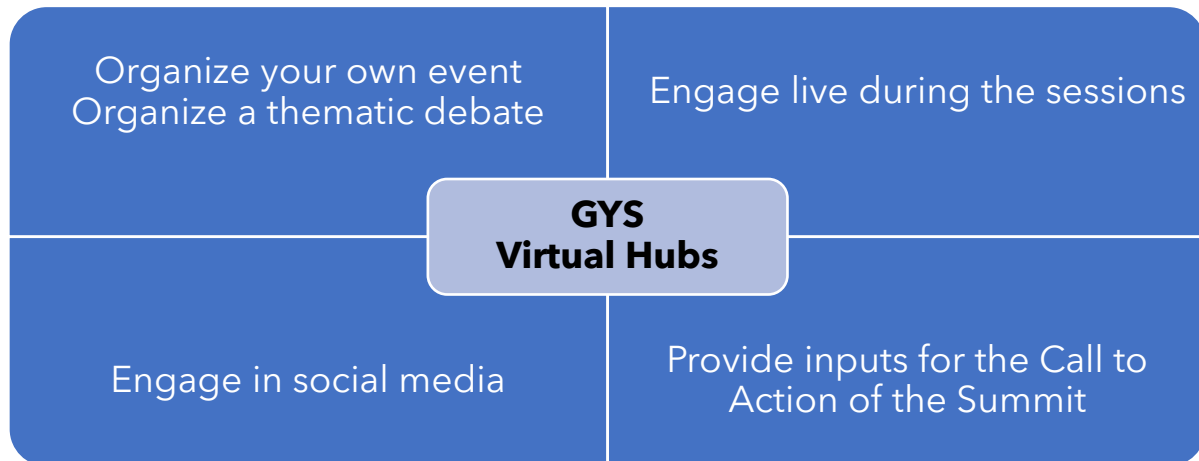 Organize your own event
Organize a thematic debate
Engage live during the sessions
GYS
Virtual Hubs
Engage in social media
Provide inputs for the Call to
Action of the Summit